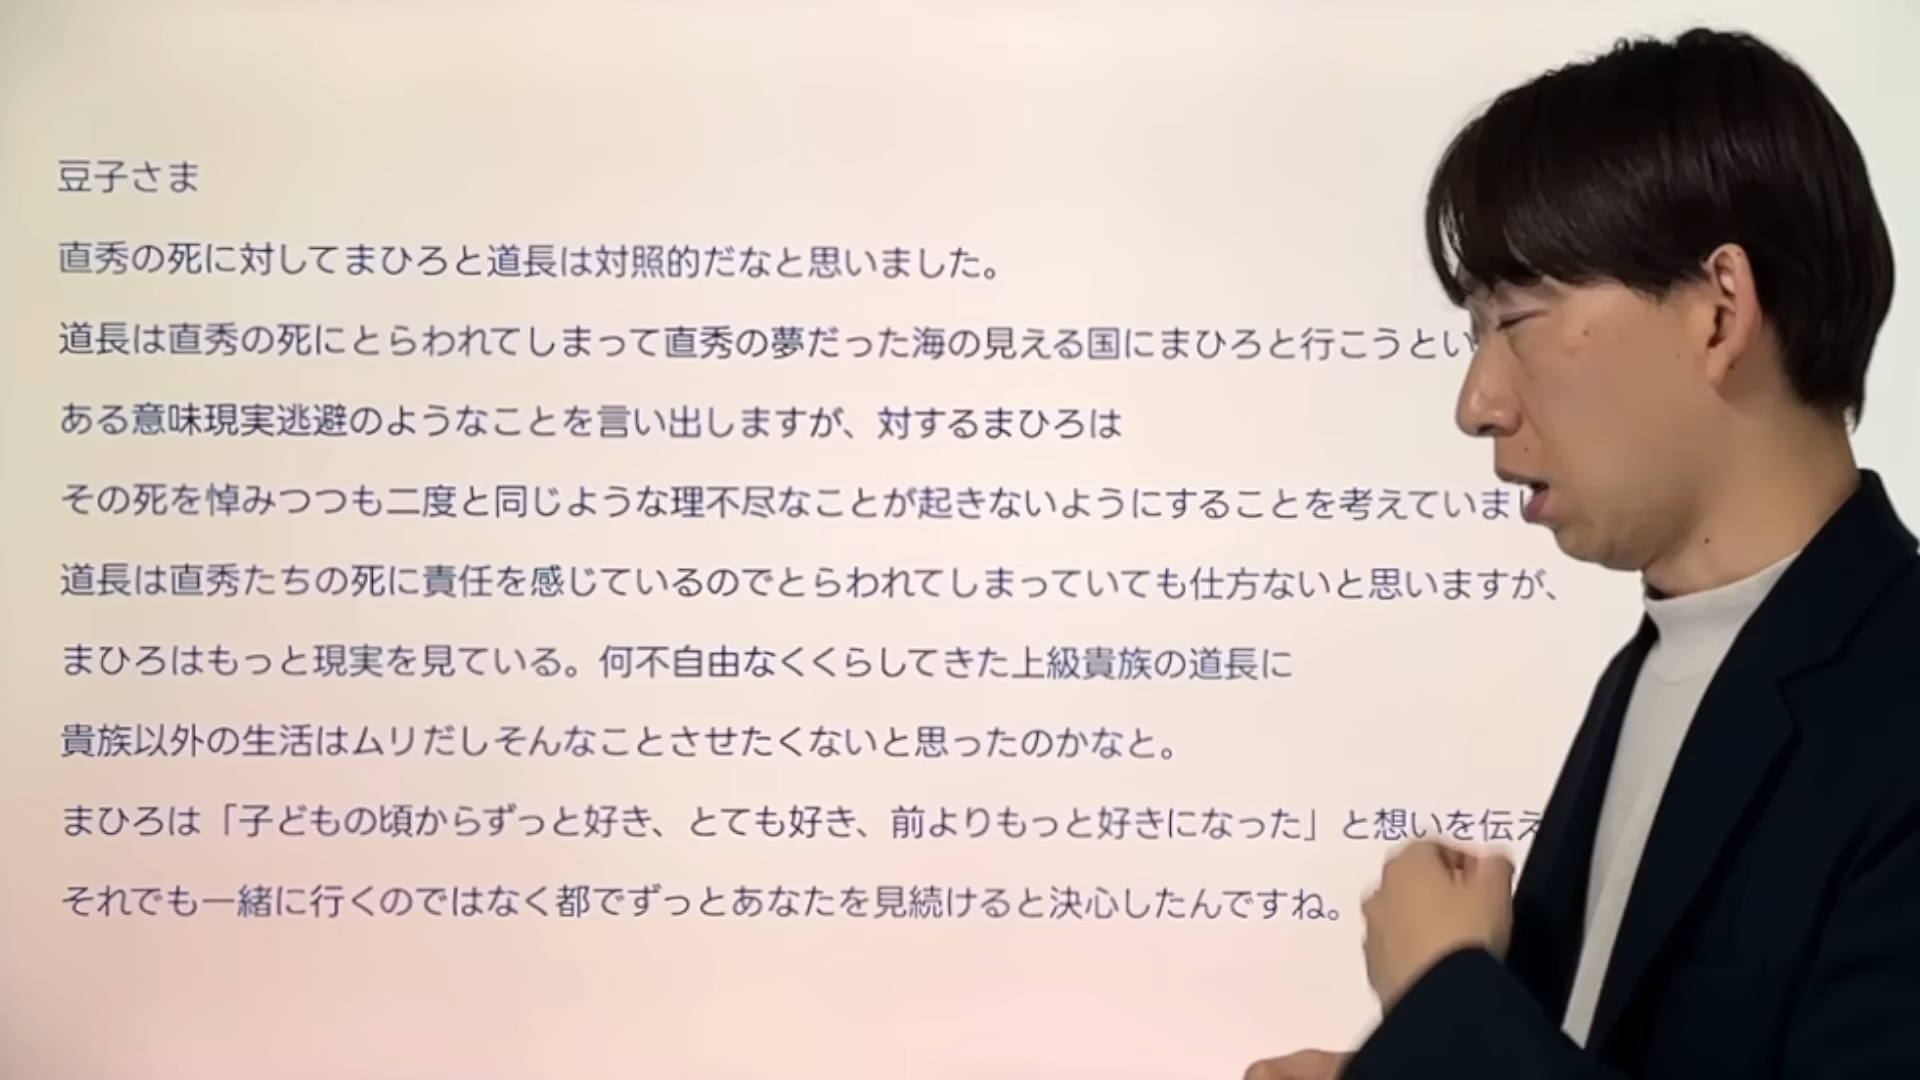 豆子さま
直秀の死に対してまひろと道長は対照的だなと思いました。
道長は直秀の死にとらわれてしまって直秀の夢だった海の見える国にまひろと行こうとい
ある意味現実逃避のようなことを言い出しますが、対するまひろは
その死を悼みつつも二度と同じような理不尽なことが起きないようにすることを考えていまし
道長は直秀たちの死に責任を感じているのでとらわれてしまっていても仕方ないと思いますが、
まひろはもっと現実を見ている。何不自由なくくらしてきた上級貴族の道長に
貴族以外の生活はムリだしそんなことさせたくないと思ったのかなと。
まひろは「子どもの頃からずっと好き、とても好き、前よりもっと好きになった」と想いを伝え
それでも一緒に行くのではなく都でずっとあなたを見続けると決心したんですね。